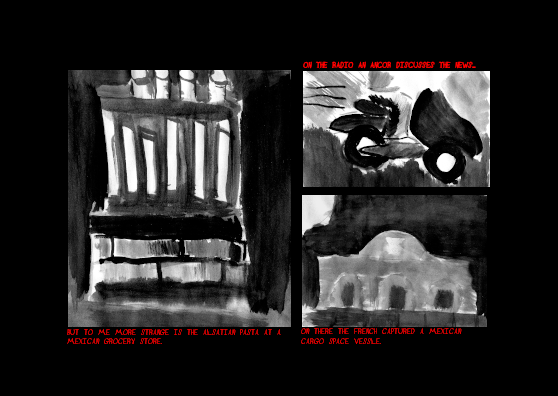 ON THE RADIO AN ANCOR DISCUSSES THE NEWS.
BUT TO ME MORE STRANGE IS THE ALSATIAN PASTA AT A
MEXICAN GROCERY STORE.
ON THERE THE FRENCH CAPTURED A MEXICAN
CARGO SPACE VESSLE.